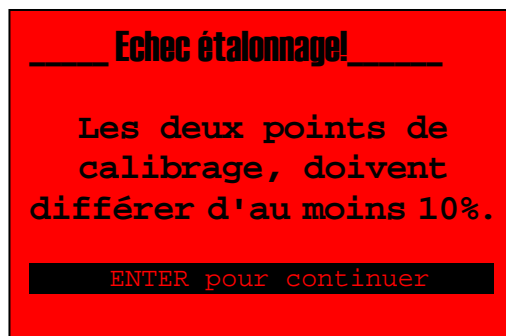 _____ Echec étalonnage!______
Les deux points de
calibrage, doivent
différer d'au moins 10%.
ENTER pour continuer